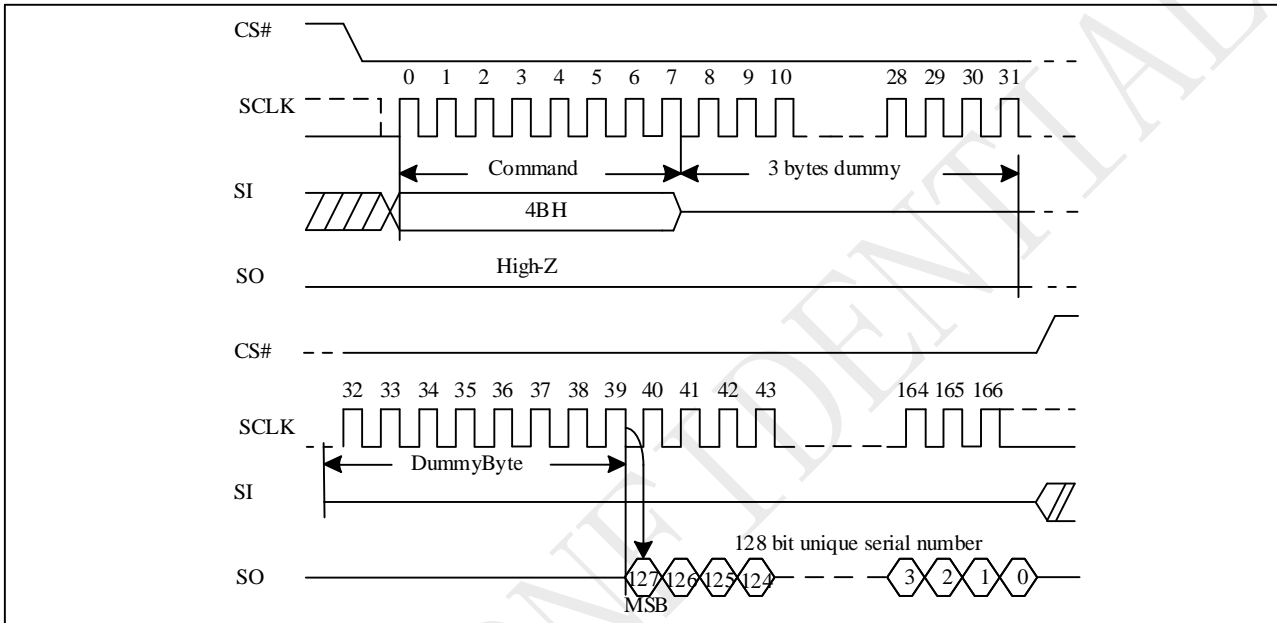 CS#
0 1 2 3 4 5 6 7 8 9 10 28 29 30 31
SCLK
Command 3 bytes dummy
SI
4BH
High-Z
SO
CS#
32 33 34 35 36 37 38 39 40 41 42 43 164 165 166
SCLK
DummyByte
SI
128 bit unique serial number
SO 127 126 125 124 3 2 1 0
MSB